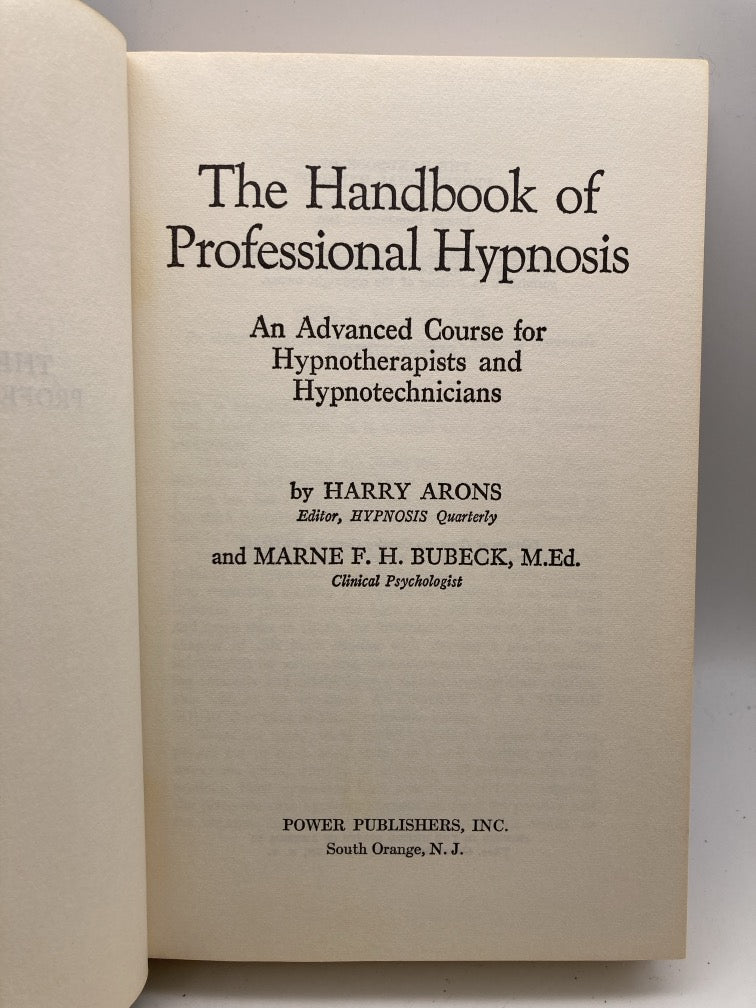 The Handbook of
Professional Hypnosis
An Advanced Course for
Hypnotherapists and
Hypnotechnicians
by HARRY ARONS
Editor, HYPNOSIS Quarterly
and MARNE F. H. BUBECK, M.Ed.
Clinical Psychologist
POWER PUBLISHERS, INC.
South Orange, N. J.